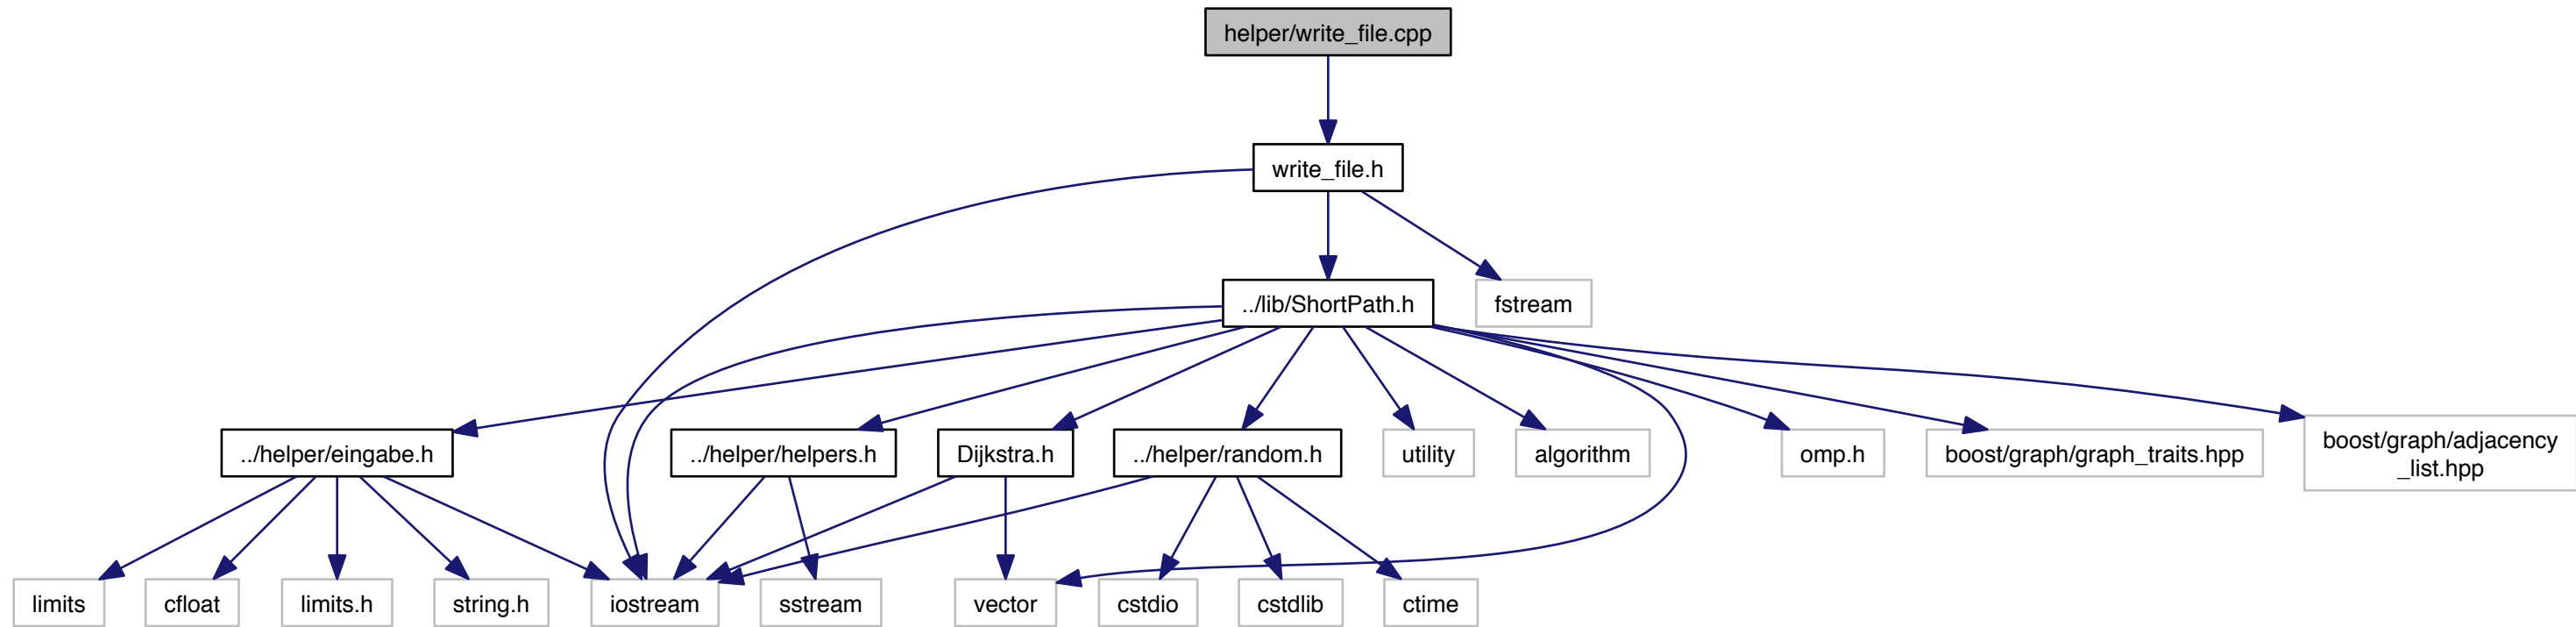 helper/write_file.cpp
write_file.h
../lib/ShortPath.h
fstream
../helper/eingabe.h
../helper/helpers.h
Dijkstra.h
../helper/random.h
utility
algorithm
omp.h
boost/graph/graph_traits.hpp
boost/graph/adjacency
_list.hpp
limits
cfloat
limits.h
string.h
iostream
sstream
vector
cstdio
cstdlib
ctime